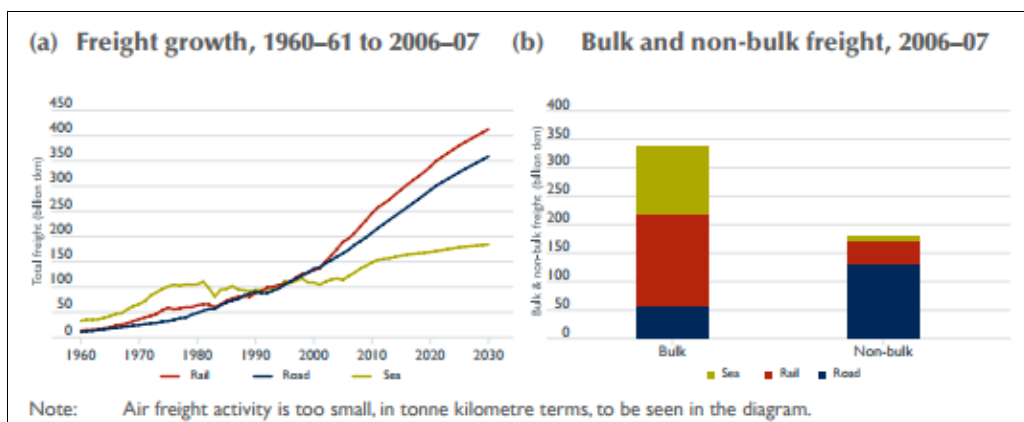 (a) Freight growth, 1960–61 to 2006–07
(b) Bulk and non-bulk freight, 2006–07
Total freight (billion tkm)
450
400
350
300
250
200
150
100
50
0
1960 1970 1980 1990 2000 2010 2020 2030
Rail Road Sea
Bulk & non-bulk freight (billion tkm)
400
350
300
250
200
150
100
50
0
Bulk Non-bulk
Sea Rail Road
Note: Air freight activity is too small, in tonne kilometre terms, to be seen in the diagram.